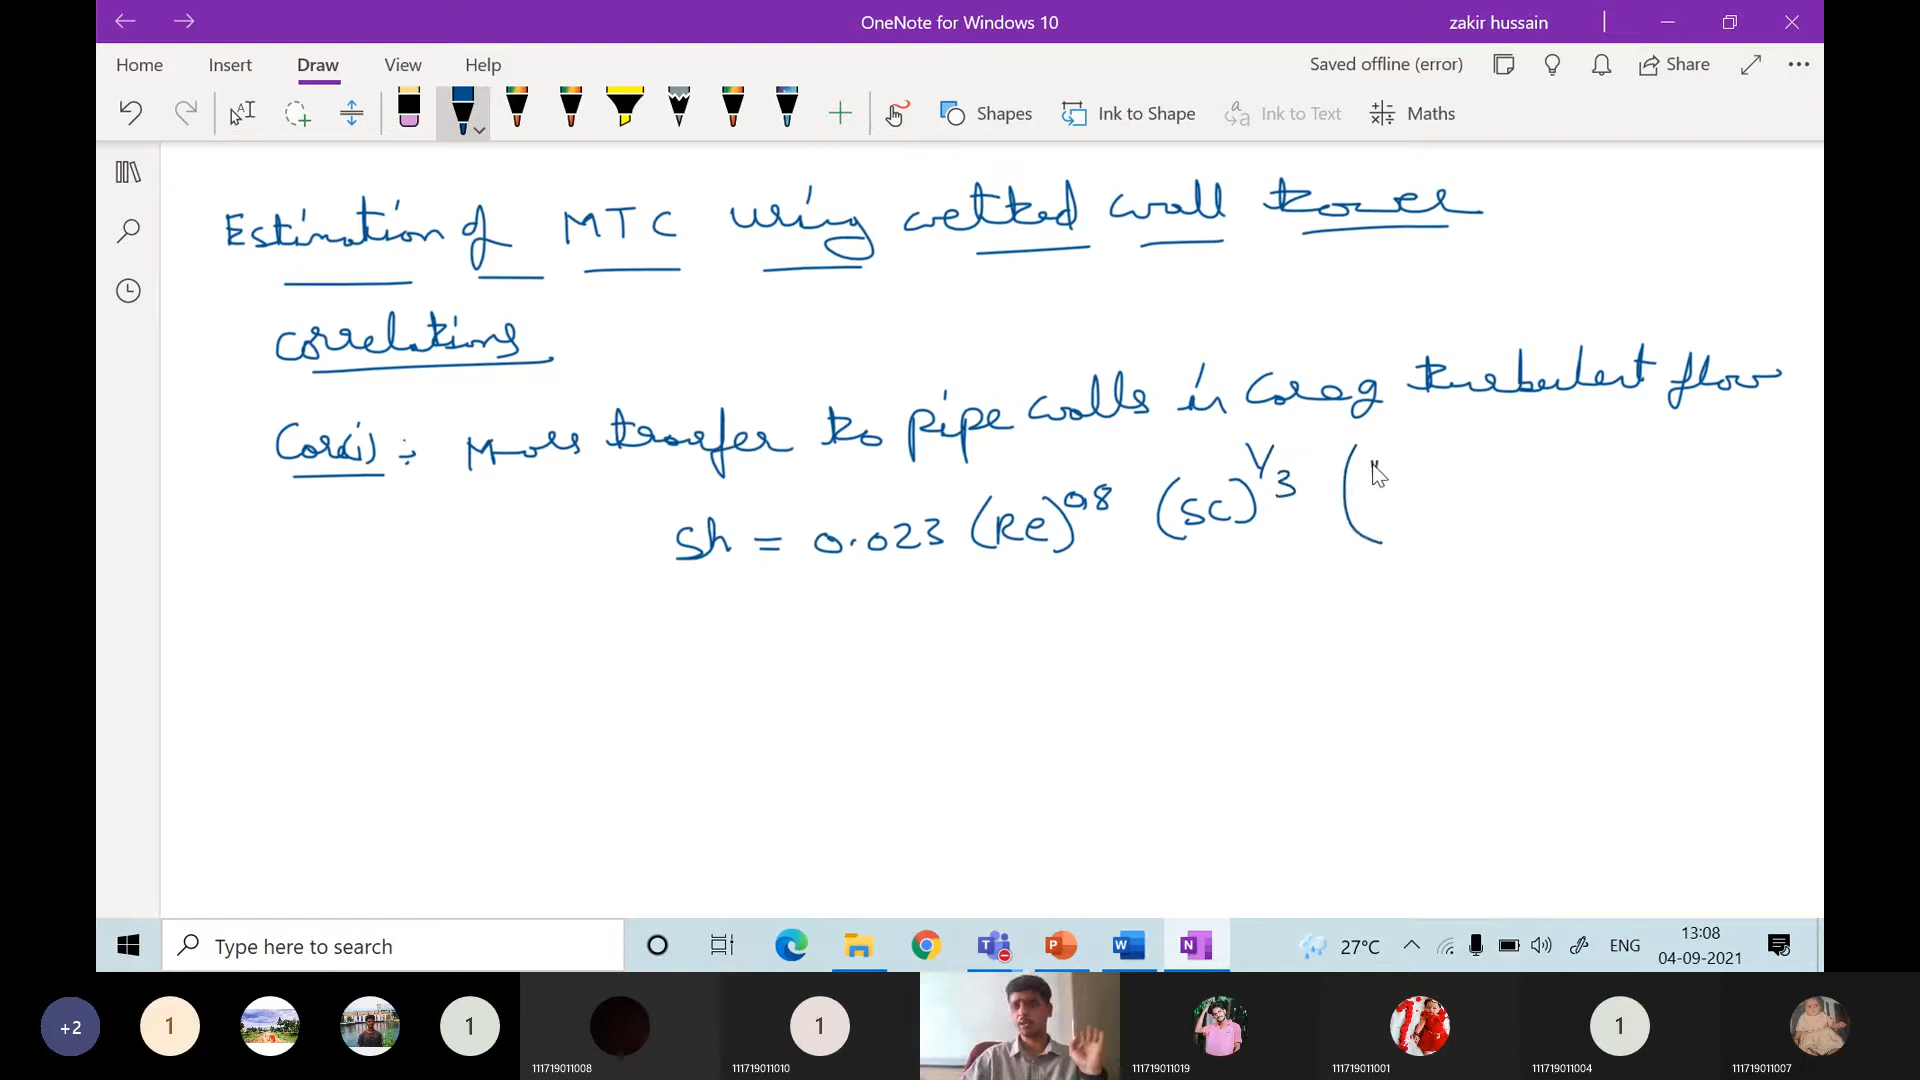 OneNote for Windows 10
zakir hussain
Home Insert Draw View Help
Saved offline (error) Share
Shapes Ink to Shape Ink to Text Maths
Estimation of MTC using wetted wall tower
correlations
Cor(i) : Mass transfer to pipe walls in turbulent flow
Sh = 0.023 (Re)^0.8 (Sc)^1/3 (
Type here to search
27°C ENG 13:08
04-09-2021
+2 1 1 1 1
111719011008 111719011010 111719011019 111719011001 111719011004 111719011007